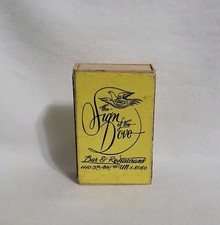 Sign
of the
Dove
Bar & Restaurant